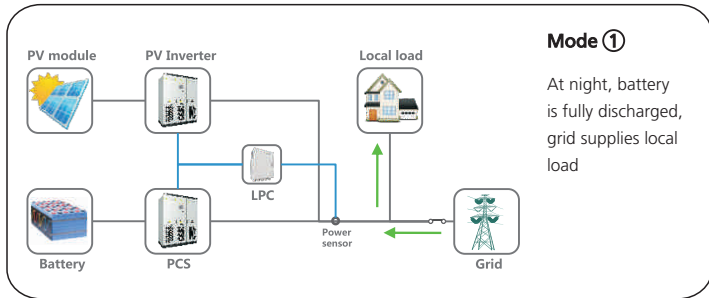 PV module
PV Inverter
Local load
Mode ①
At night, battery
is fully discharged,
grid supplies local
load
LPC
Power
sensor
Battery
PCS
Grid